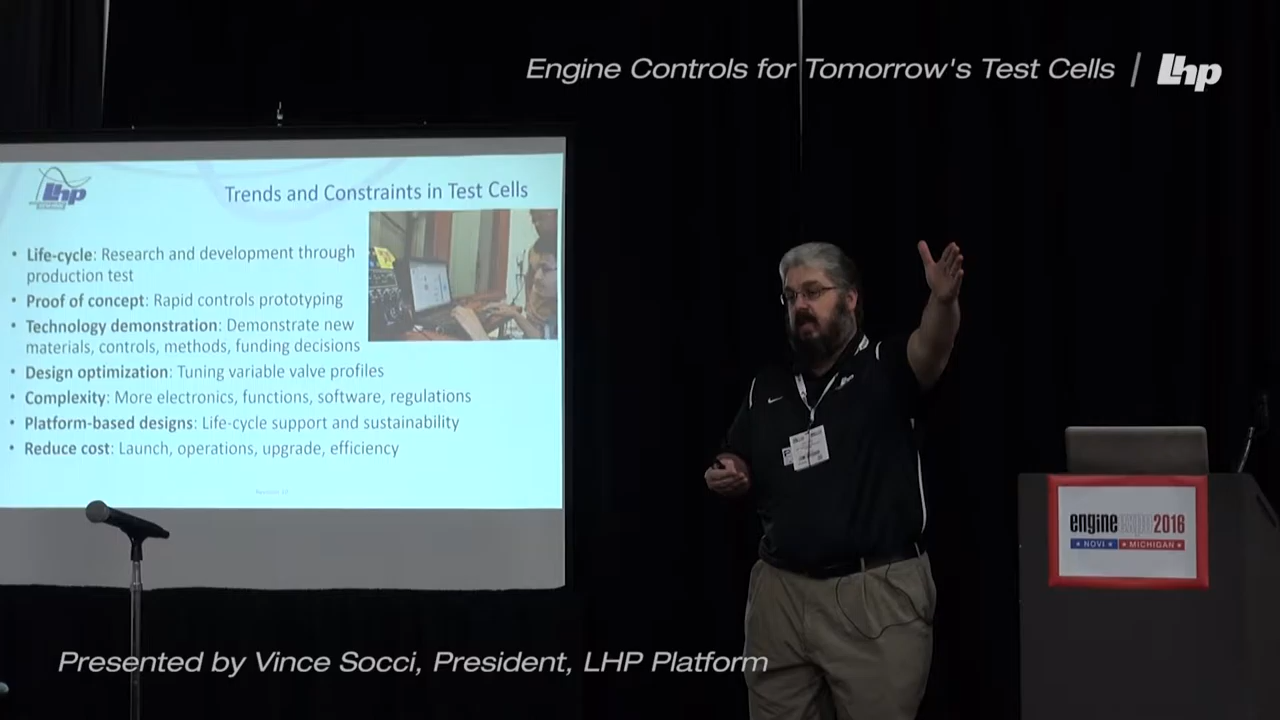 Engine Controls for Tomorrow's Test Cells | Lhp
Lhp
Trends and Constraints in Test Cells
• Life-cycle: Research and development through
production test
• Proof of concept: Rapid controls prototyping
• Technology demonstration: Demonstrate new
materials, controls, methods, funding decisions
• Design optimization: Tuning variable valve profiles
• Complexity: More electronics, functions, software, regulations
• Platform-based designs: Life-cycle support and sustainability
• Reduce cost: Launch, operations, upgrade, efficiency
engine expo 2016
★ NOVI ★ ★ MICHIGAN ★
Presented by Vince Socci, President, LHP Platform